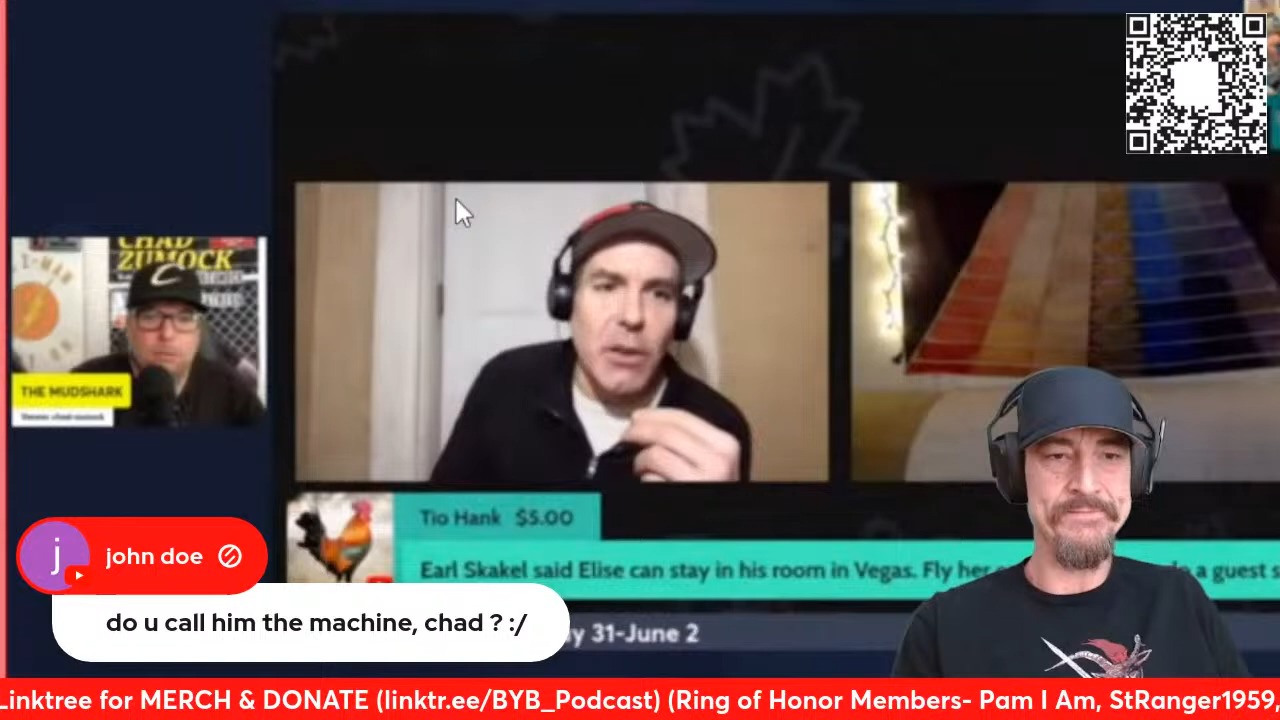 CHAD
ZUMOCK
THE MUDSHARK
Tio Hank $5.00
Earl Skakel said Elise can stay in his room in Vegas. Fly her
a guest s
john doe
do u call him the machine, chad ? :/
y 31-June 2
Linktree for MERCH & DONATE (linktr.ee/BYB_Podcast) (Ring of Honor Members- Pam I Am, StRanger1959,